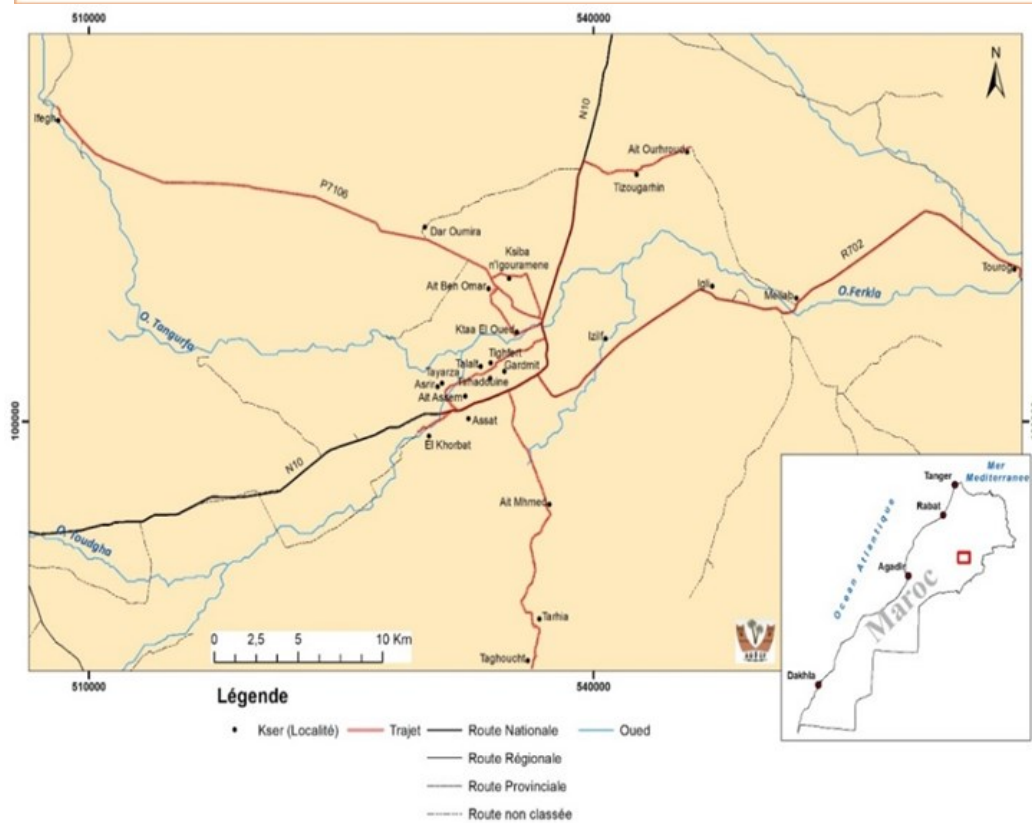 510000
540000
N
Ifegh
N10
Ait Ourhroud
P7106
Tizougarhin
Dar Oumira
Ksiba
n'igouramene
R702
Ait Ben Omar
Igli
Mellab
Tourog
O.Ferkla
O. Tangurfa
Ktaa El Oued
Izilf
Tighfert
Talalt
Gardmit
Tayarza
Tchadouine
Asrir
Ait Assem
100000
Assat
El Khorbat
N10
Ait Mhmed
O. Toudgha
Tarhia
Taghoucht
0 2,5 5 10 Km
Mer
Mediterranee
Tanger
Rabat
Ocean Atlantique
Agadir
Maroc
Dakhla
510000
540000
Légende
Kser (Localité) Trajet Route Nationale Oued
Route Régionale
Route Provinciale
Route non classée